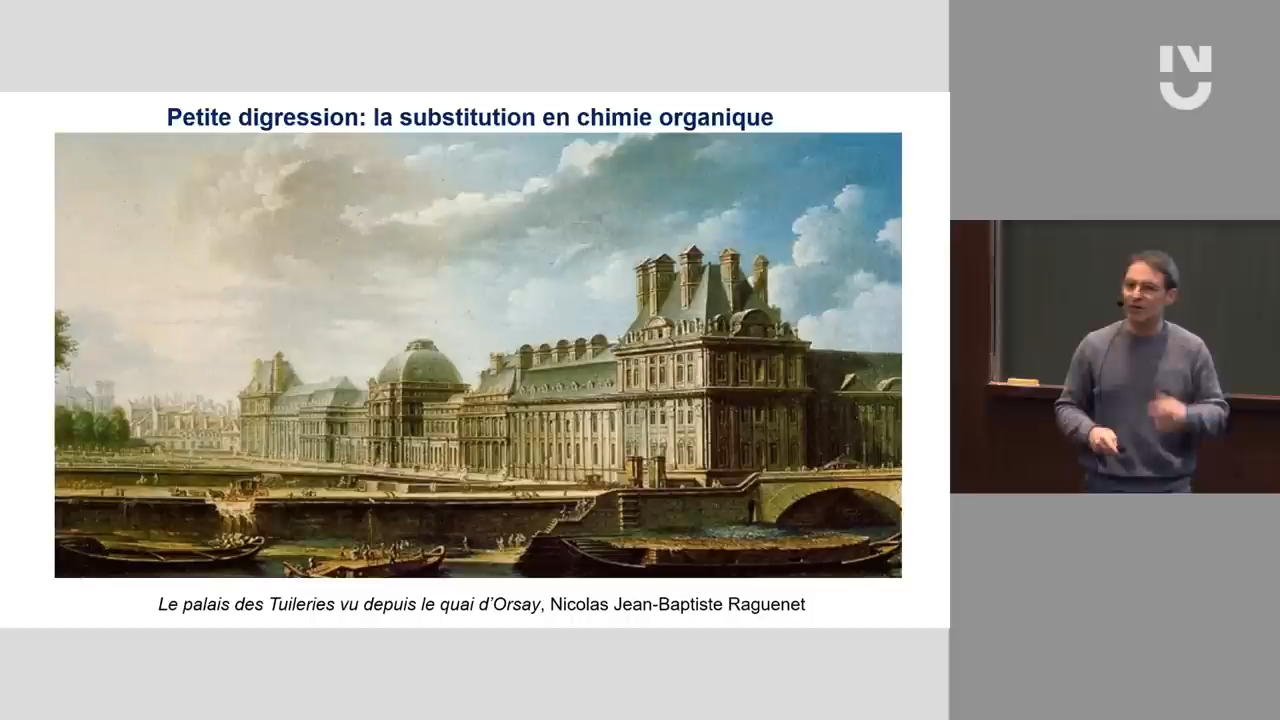 Petite digression: la substitution en chimie organique
Le palais des Tuileries vu depuis le quai d'Orsay, Nicolas Jean-Baptiste Raguenet